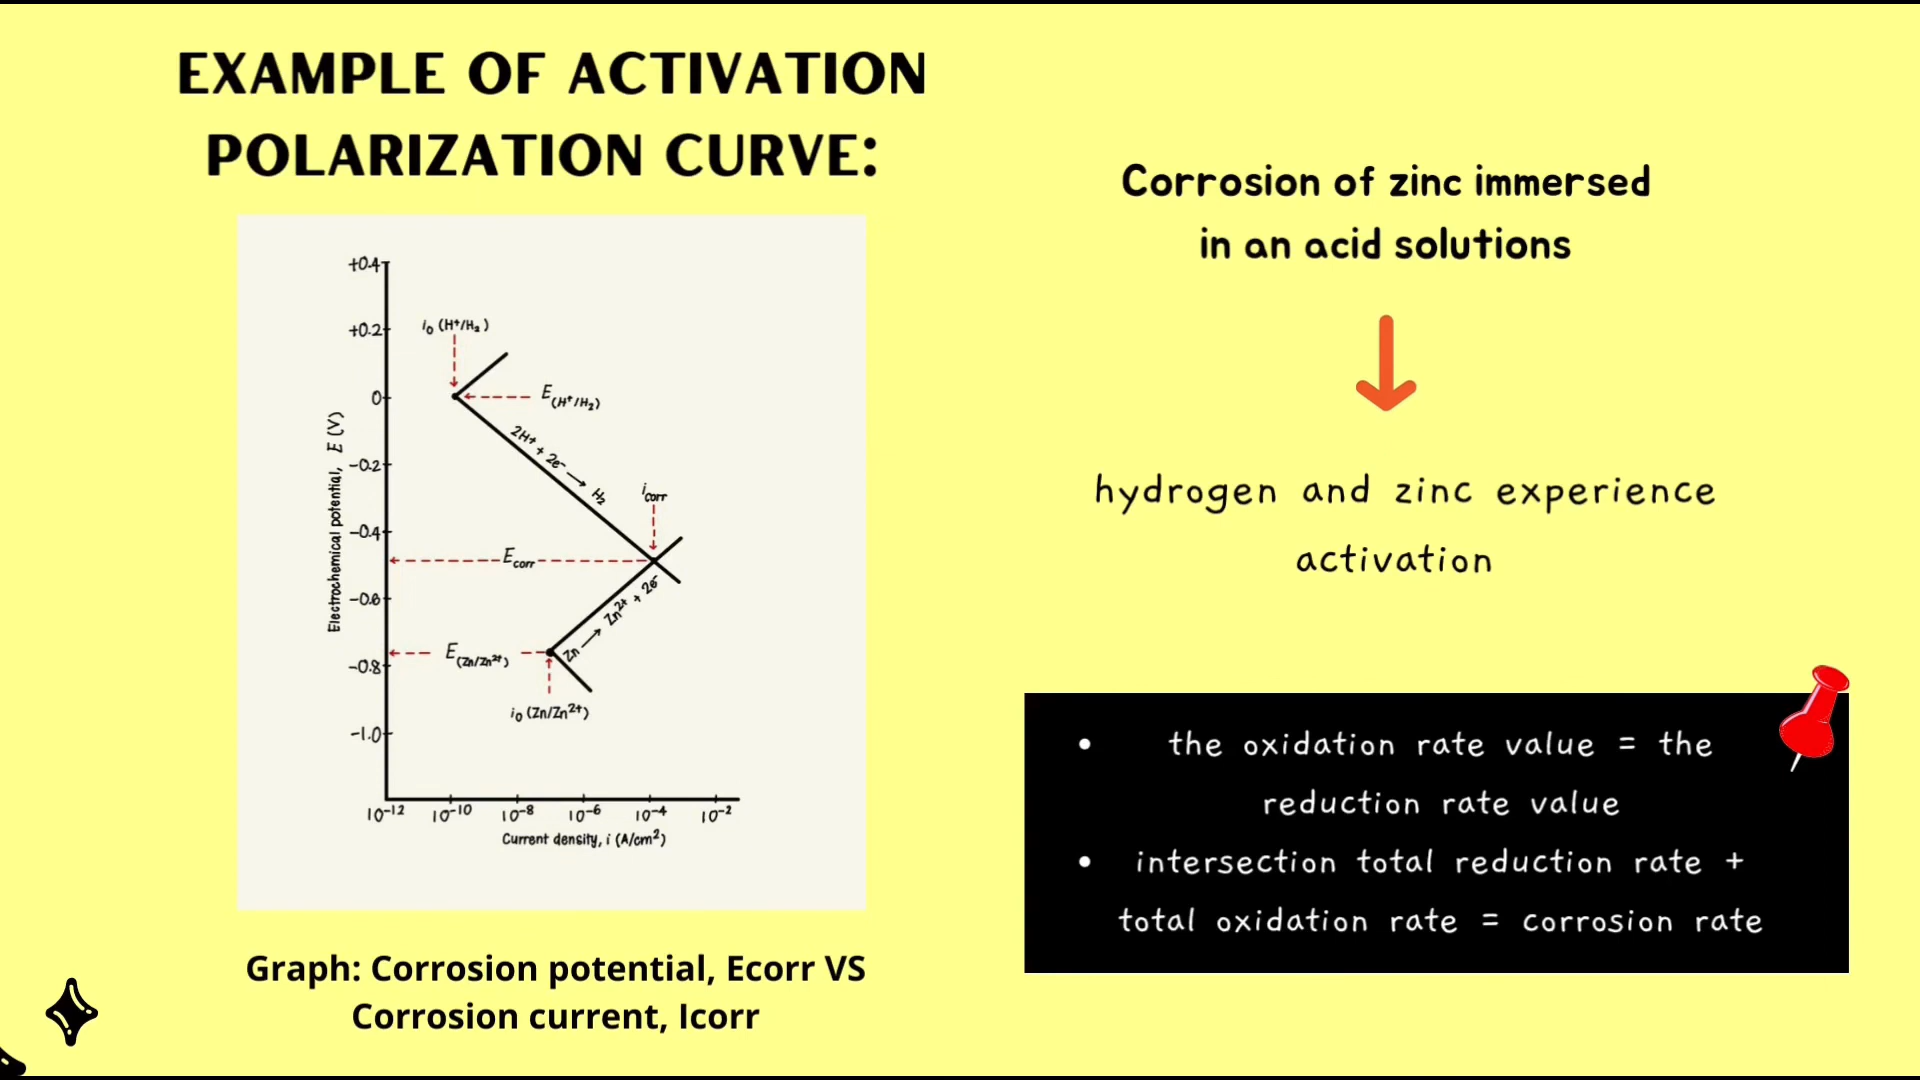 EXAMPLE OF ACTIVATION
POLARIZATION CURVE:
Corrosion of zinc immersed
in an acid solutions
hydrogen and zinc experience
activation
+0.4
+0.2
0
-0.2
-0.4
-0.6
-0.8
-1.0
Electrochemical potential, E (V)
i₀ (H⁺/H₂)
E(H⁺/H₂)
2H⁺ + 2e⁻ → H₂
icorr
Ecorr
Zn → Zn²⁺ + 2e⁻
E(Zn/Zn²⁺)
i₀ (Zn/Zn²⁺)
10⁻¹² 10⁻¹⁰ 10⁻⁸ 10⁻⁶ 10⁻⁴ 10⁻²
Current density, i (A/cm²)
• the oxidation rate value = the
reduction rate value
• intersection total reduction rate +
total oxidation rate = corrosion rate
Graph: Corrosion potential, Ecorr VS
Corrosion current, Icorr